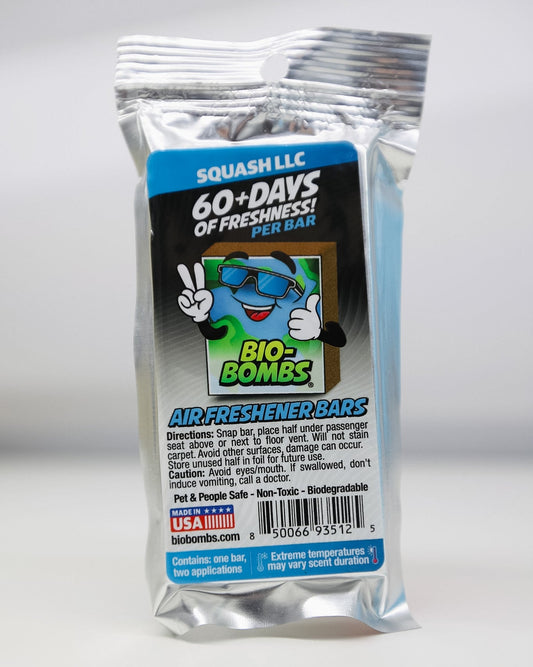 SQUASH LLC
60+DAYS
OF FRESHNESS!
PER BAR
BIO-
BOMBS®
AIR FRESHENER BARS
Directions: Snap bar, place half under passenger
seat above or next to floor vent. Will not stain
carpet. Avoid other surfaces, damage can occur.
Store unused half in foil for future use.
Caution: Avoid eyes/mouth. If swallowed, don't
induce vomiting, call a doctor.
Pet & People Safe - Non-Toxic - Biodegradable
MADE IN
USA
biobombs.com
8 50066 93512 5
Contains: one bar,
two applications
Extreme temperatures
may vary scent duration